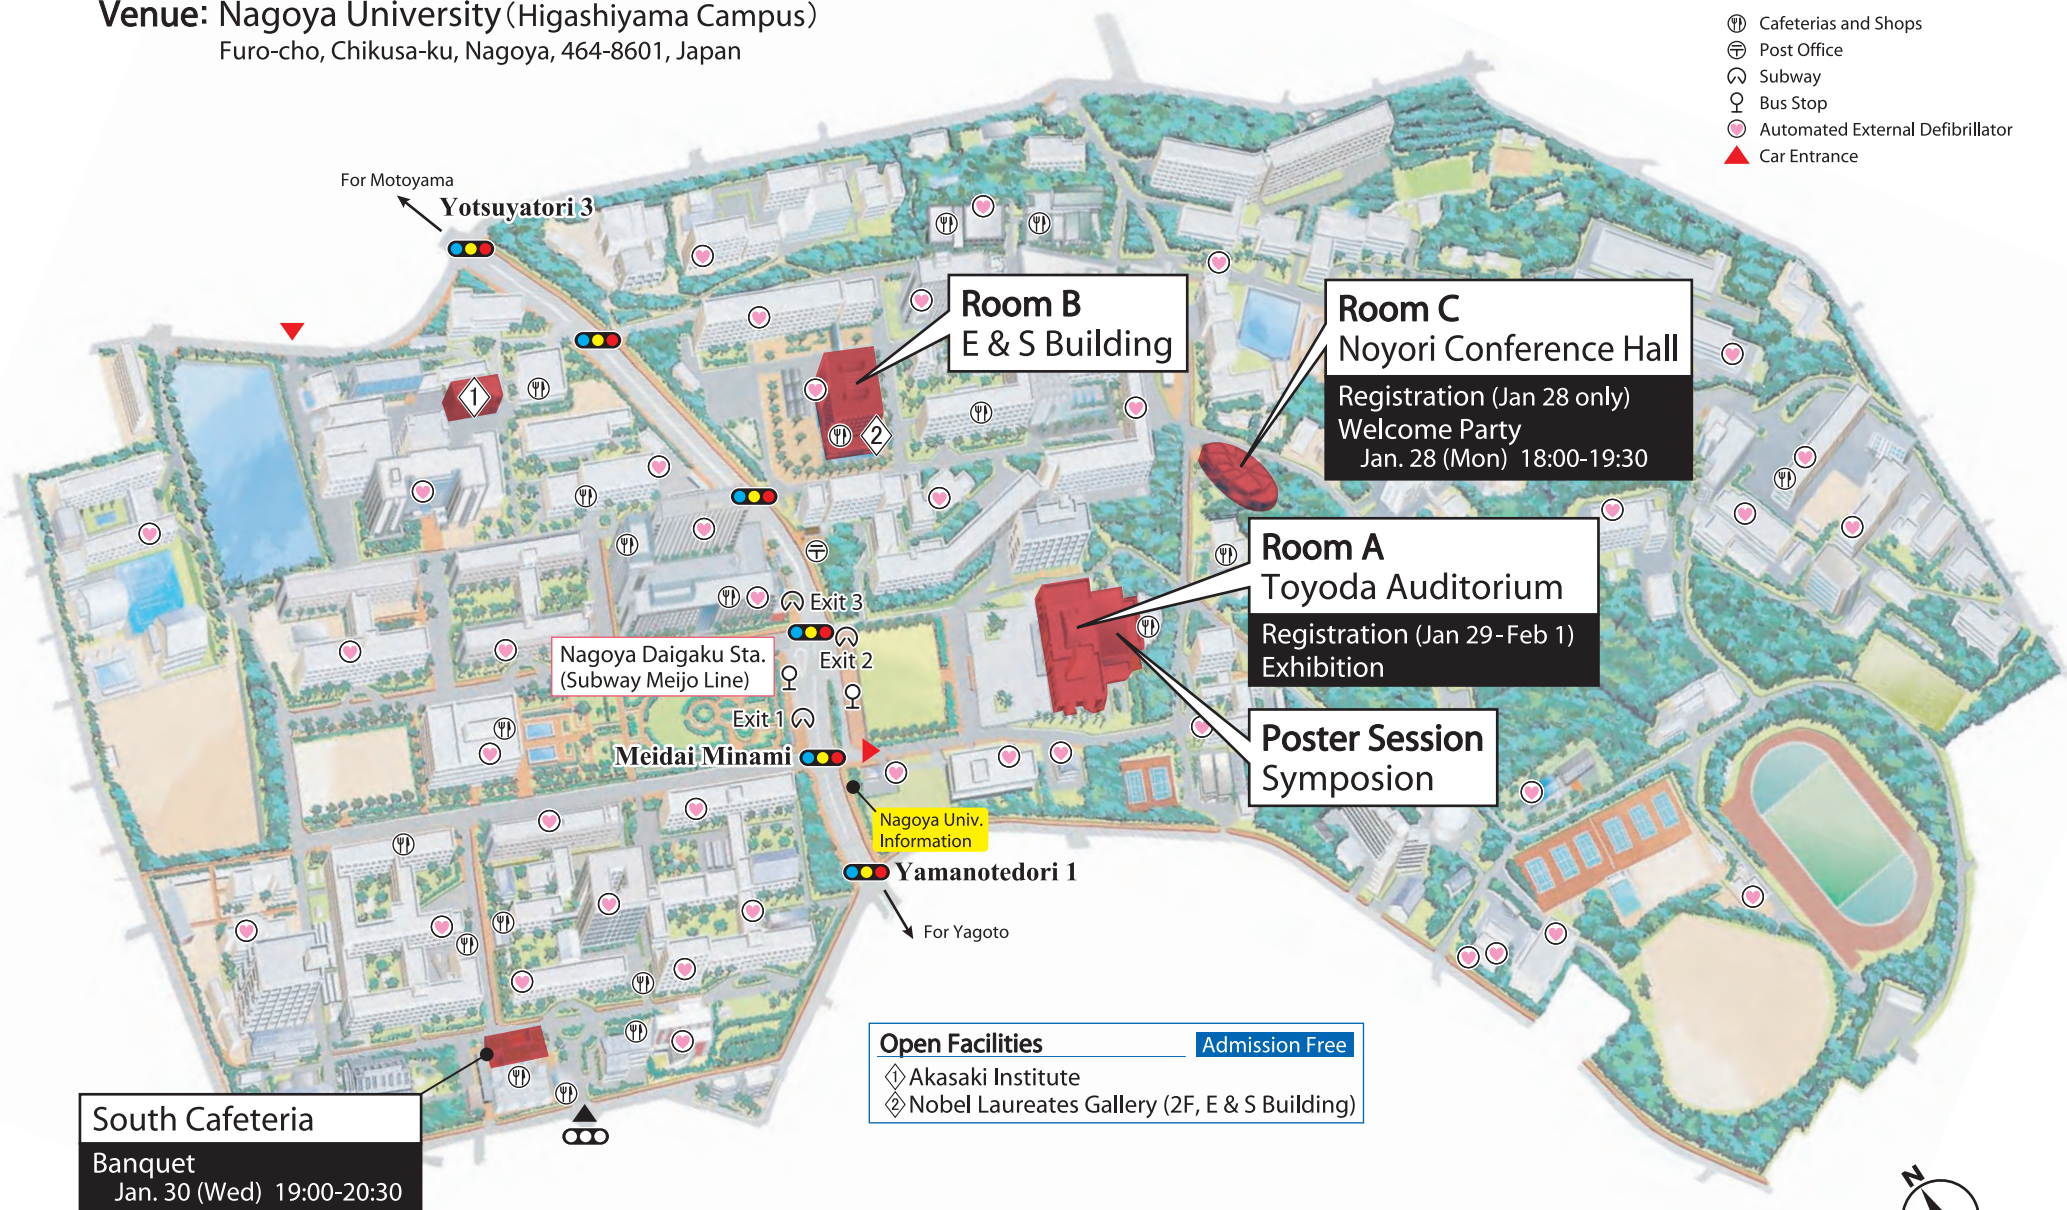 Venue: Nagoya University (Higashiyama Campus)
Furo-cho, Chikusa-ku, Nagoya, 464-8601, Japan
Cafeterias and Shops
Post Office
Subway
Bus Stop
Automated External Defibrillator
Car Entrance
For Motoyama
Yotsuyatori 3
Room B
E & S Building
Room C
Noyori Conference Hall
Registration (Jan 28 only)
Welcome Party
Jan. 28 (Mon) 18:00-19:30
1
2
Room A
Toyoda Auditorium
Registration (Jan 29-Feb 1)
Exhibition
Exit 3
Nagoya Daigaku Sta.
(Subway Meijo Line)
Exit 2
Exit 1
Meidai Minami
Poster Session
Symposion
Nagoya Univ.
Information
Yamanotedori 1
For Yagoto
Open Facilities
Admission Free
1 Akasaki Institute
2 Nobel Laureates Gallery (2F, E & S Building)
South Cafeteria
Banquet
Jan. 30 (Wed) 19:00-20:30
N